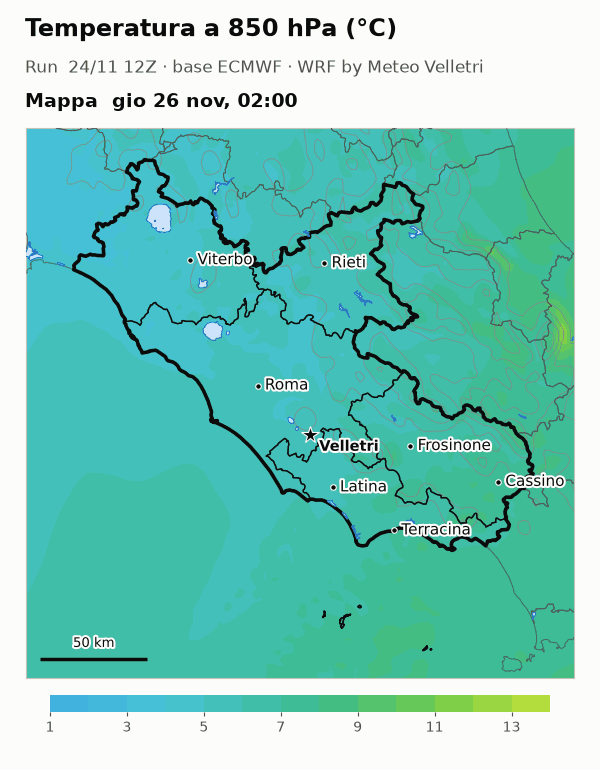 Temperatura a 850 hPa (°C)
Run  24/11 12Z · base ECMWF · WRF by Meteo Velletri
Mappa  gio 26 nov, 02:00
Viterbo
Rieti
Roma
Velletri
Frosinone
Latina
Cassino
Terracina
50 km
1 3 5 7 9 11 13